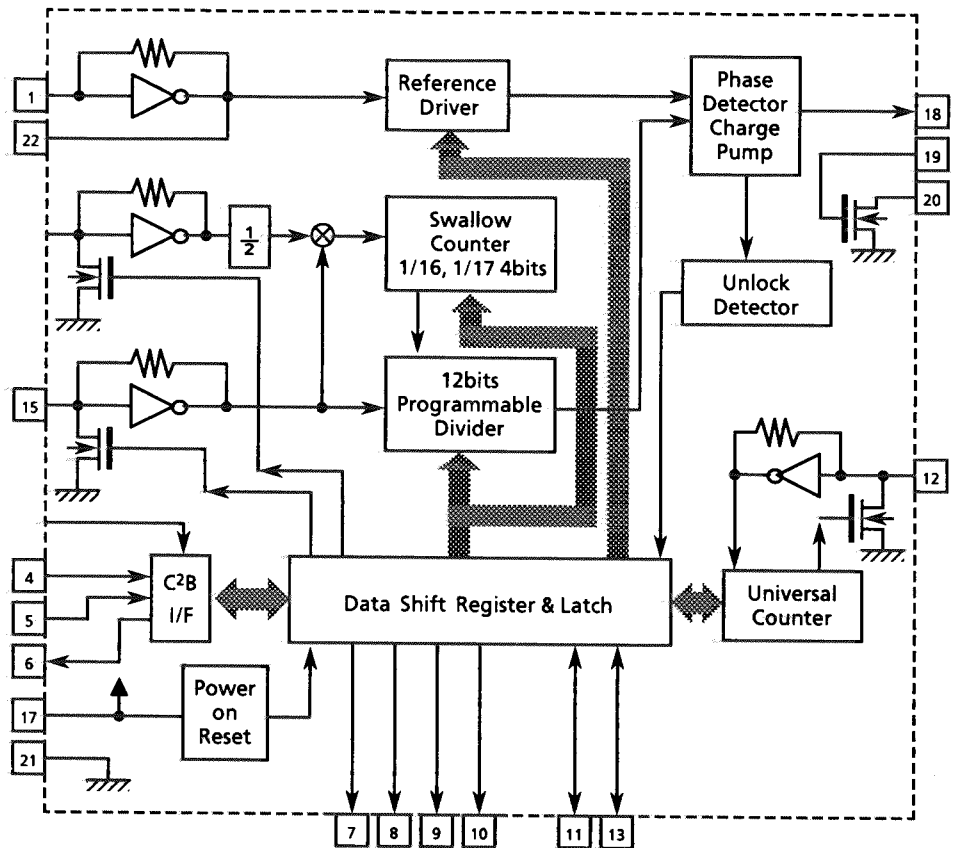 1
22
Reference
Driver
Phase
Detector
Charge
Pump
18
19
20
1
2
Swallow
Counter
1/16, 1/17 4bits
Unlock
Detector
15
12bits
Programmable
Divider
12
4
5
6
C²B
I/F
Data Shift Register & Latch
Universal
Counter
17
21
Power
on
Reset
7
8
9
10
11
13